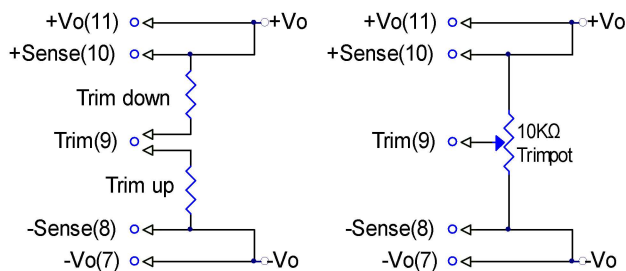 +Vo(11)
+Vo
+Sense(10)
Trim down
Trim(9)
Trim up
-Sense(8)
-Vo(7)
-Vo
+Vo(11)
+Vo
+Sense(10)
Trim(9)
10KΩ
Trimpot
-Sense(8)
-Vo(7)
-Vo